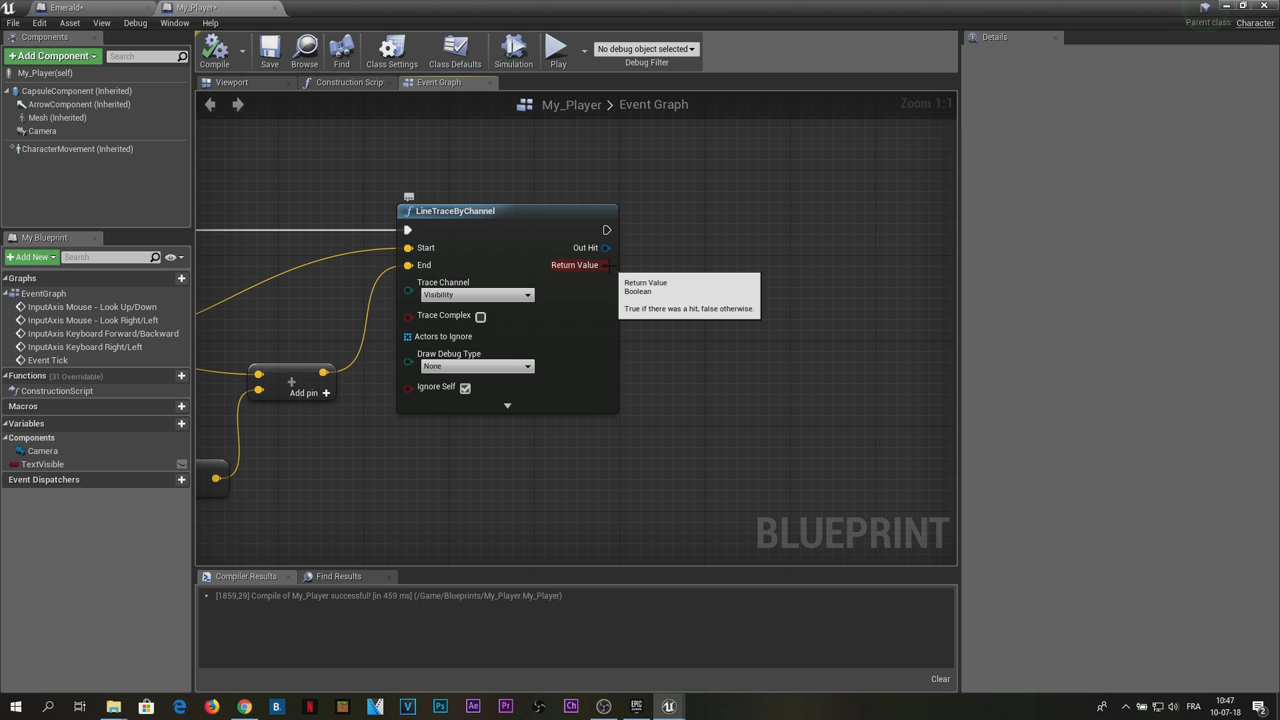 Emerald*
My_Player*
File Edit Asset View Debug Window Help
Parent class: Character
Components
+Add Component
Search
My_Player(self)
CapsuleComponent (Inherited)
ArrowComponent (Inherited)
Mesh (Inherited)
Camera
CharacterMovement (Inherited)
Compile
Save
Browse
Find
Class Settings
Class Defaults
Simulation
Play
No debug object selected
Debug Filter
Details
Viewport
Construction Scrip
Event Graph
My_Player > Event Graph
Zoom 1:1
My Blueprint
+Add New
Search
Graphs
EventGraph
InputAxis Mouse - Look Up/Down
InputAxis Mouse - Look Right/Left
InputAxis Keyboard Forward/Backward
InputAxis Keyboard Right/Left
Event Tick
Functions (31 Overridable)
ConstructionScript
Macros
Variables
Components
Camera
TextVisible
Event Dispatchers
f LineTraceByChannel
Start
Out Hit
End
Return Value
Trace Channel
Visibility
Trace Complex
Actors to Ignore
Draw Debug Type
None
Ignore Self
Return Value
Boolean
True if there was a hit, false otherwise.
Add pin +
BLUEPRINT
Compiler Results
Find Results
[1859,29] Compile of My_Player successful! [in 459 ms] (/Game/Blueprints/My_Player.My_Player)
Clear
FRA
10:47
10-07-18
2